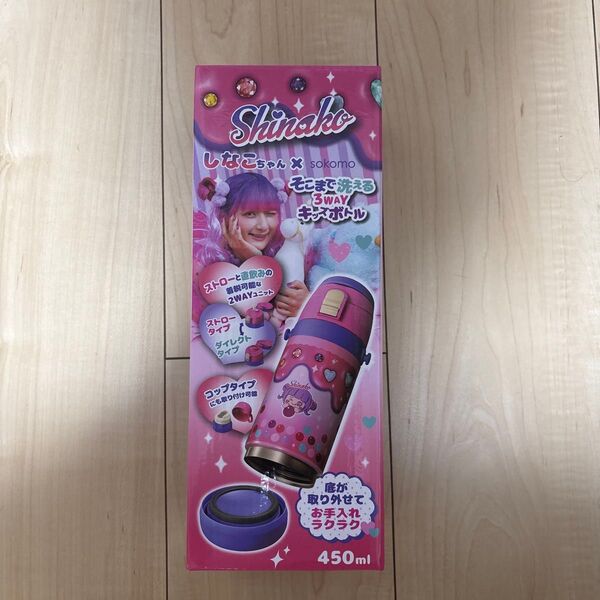 Shinako
しなこちゃん × sokomo
そこまで洗える
3WAY
キッズボトル
ストローと直飲みの
着脱可能な
2WAYユニット
ストロー
タイプ
ダイレクト
タイプ
コップタイプ
にも取り付け可能
Shinako
底が
取り外せて
お手入れ
ラクラク
450ml